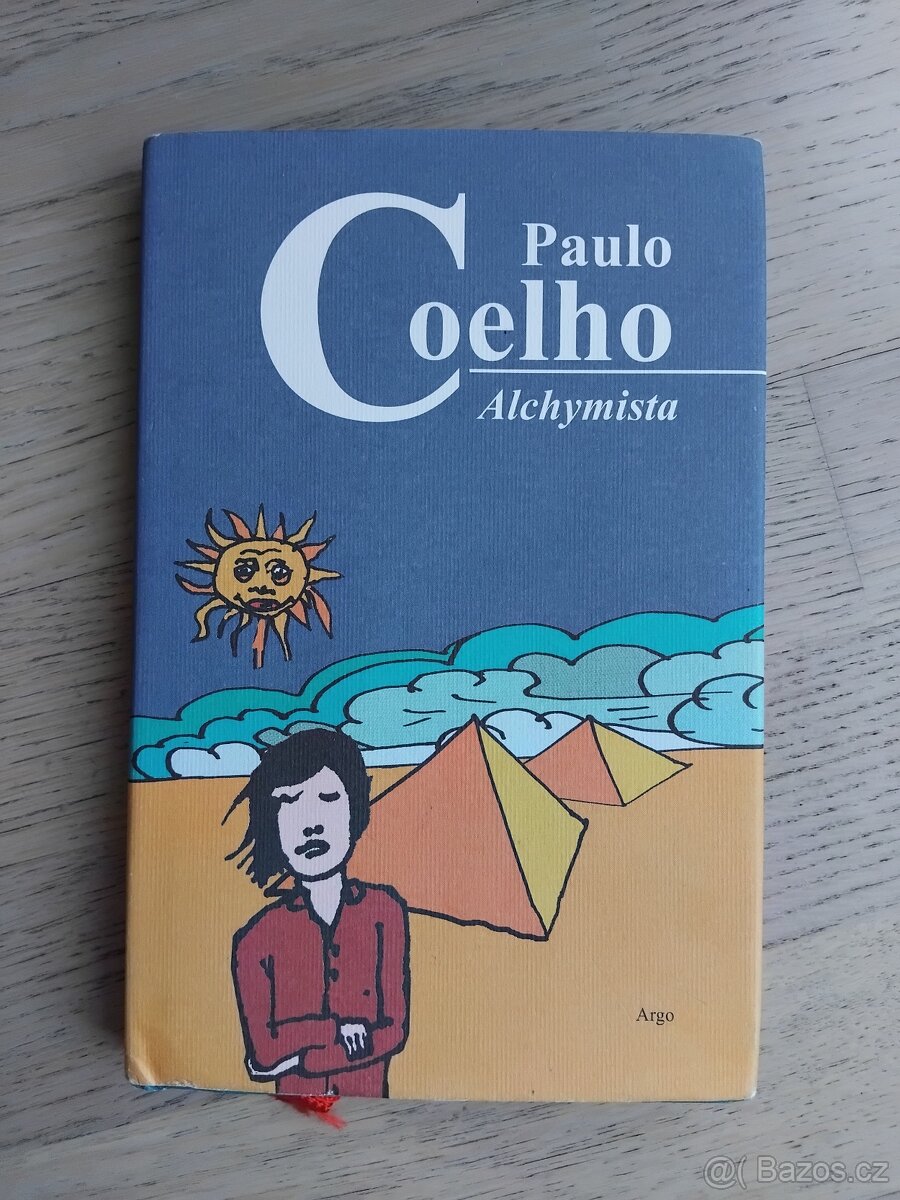 Paulo
Coelho
Alchymista
Argo
@( Bazos.cz